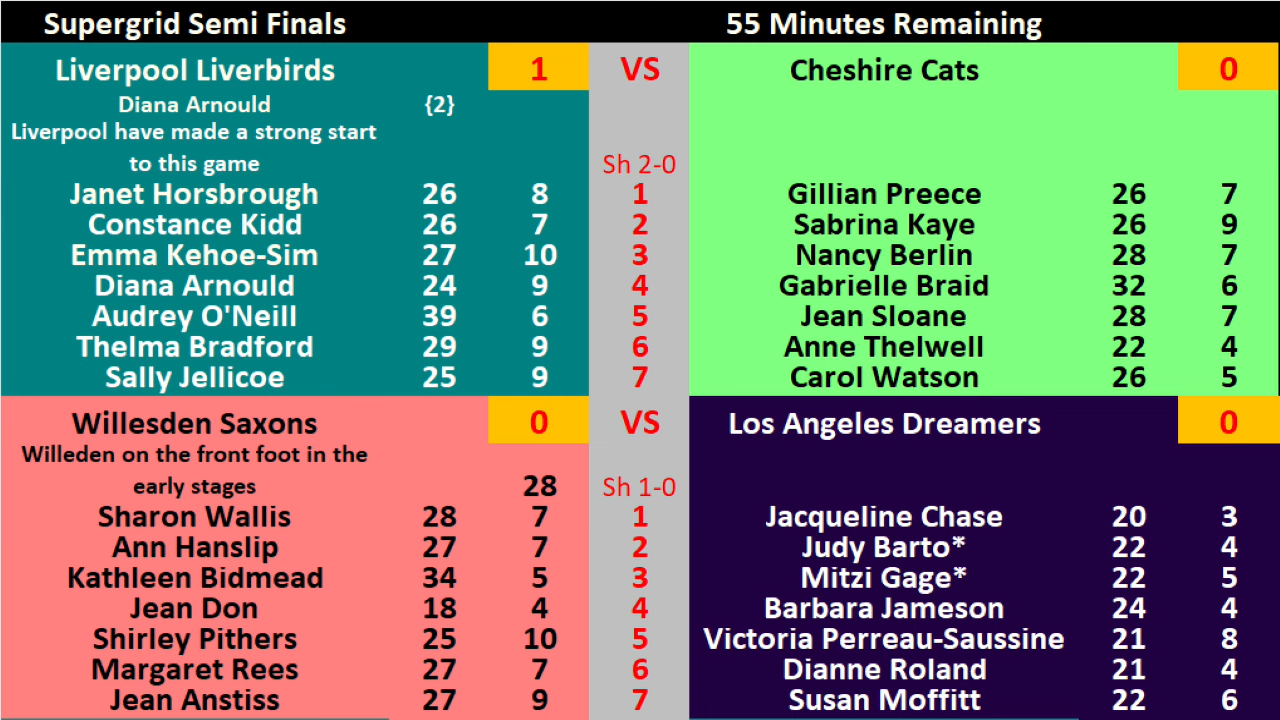 Supergrid Semi Finals 55 Minutes Remaining
Liverpool Liverbirds 1 VS Cheshire Cats 0
Diana Arnould {2}
Liverpool have made a strong start
to this game Sh 2-0
Janet Horsbrough 26 8 1 Gillian Preece 26 7
Constance Kidd 26 7 2 Sabrina Kaye 26 9
Emma Kehoe-Sim 27 10 3 Nancy Berlin 28 7
Diana Arnould 24 9 4 Gabrielle Braid 32 6
Audrey O'Neill 39 6 5 Jean Sloane 28 7
Thelma Bradford 29 9 6 Anne Thelwell 22 4
Sally Jellicoe 25 9 7 Carol Watson 26 5
Willesden Saxons 0 VS Los Angeles Dreamers 0
Willeden on the front foot in the
early stages 28 Sh 1-0
Sharon Wallis 28 7 1 Jacqueline Chase 20 3
Ann Hanslip 27 7 2 Judy Barto* 22 4
Kathleen Bidmead 34 5 3 Mitzi Gage* 22 5
Jean Don 18 4 4 Barbara Jameson 24 4
Shirley Pithers 25 10 5 Victoria Perreau-Saussine 21 8
Margaret Rees 27 7 6 Dianne Roland 21 4
Jean Anstiss 27 9 7 Susan Moffitt 22 6